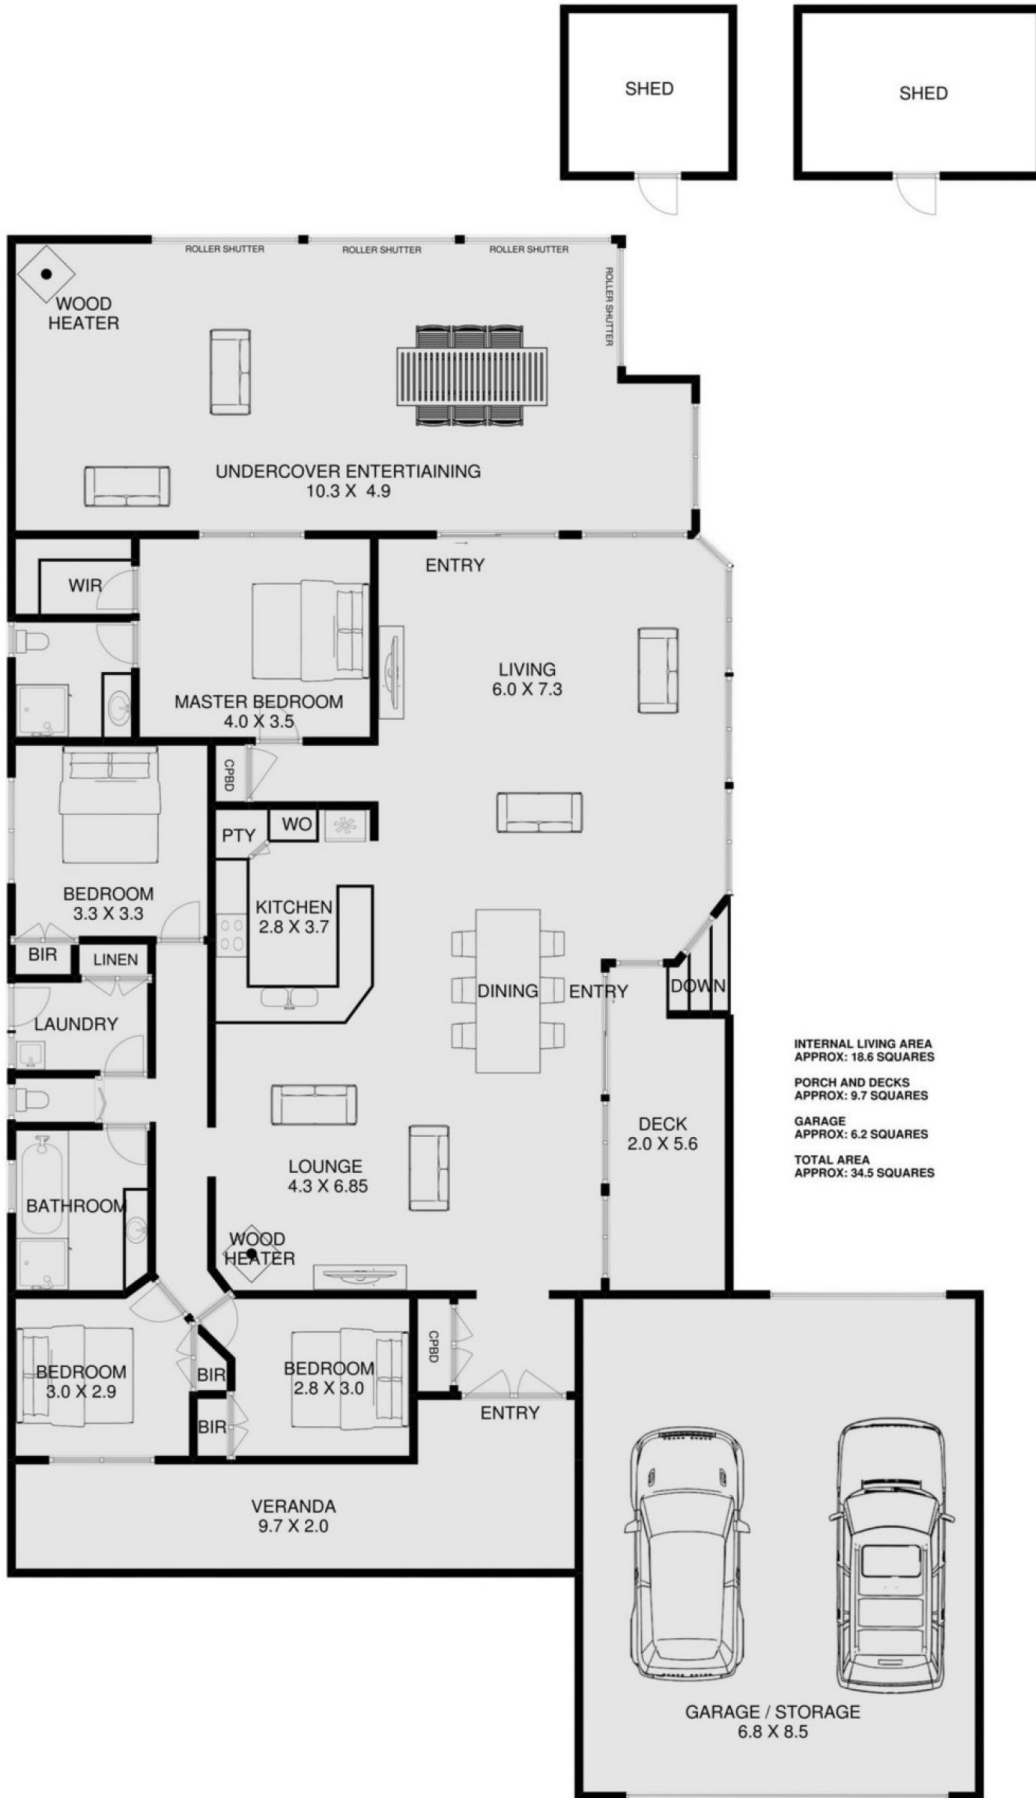 SHED
SHED
ROLLER SHUTTER
ROLLER SHUTTER
ROLLER SHUTTER
ROLLER SHUTTER
WOOD
HEATER
UNDERCOVER ENTERTIAINING
10.3 X 4.9
ENTRY
WIR
LIVING
6.0 X 7.3
MASTER BEDROOM
4.0 X 3.5
CPBD
PTY
WO
BEDROOM
3.3 X 3.3
KITCHEN
2.8 X 3.7
BIR
LINEN
DINING
ENTRY
DOWN
LAUNDRY
INTERNAL LIVING AREA
APPROX: 18.6 SQUARES
PORCH AND DECKS
APPROX: 9.7 SQUARES
GARAGE
APPROX: 6.2 SQUARES
TOTAL AREA
APPROX: 34.5 SQUARES
DECK
2.0 X 5.6
LOUNGE
4.3 X 6.85
BATHROOM
WOOD
HEATER
CPBD
BEDROOM
3.0 X 2.9
BIR
BEDROOM
2.8 X 3.0
BIR
ENTRY
VERANDA
9.7 X 2.0
GARAGE / STORAGE
6.8 X 8.5